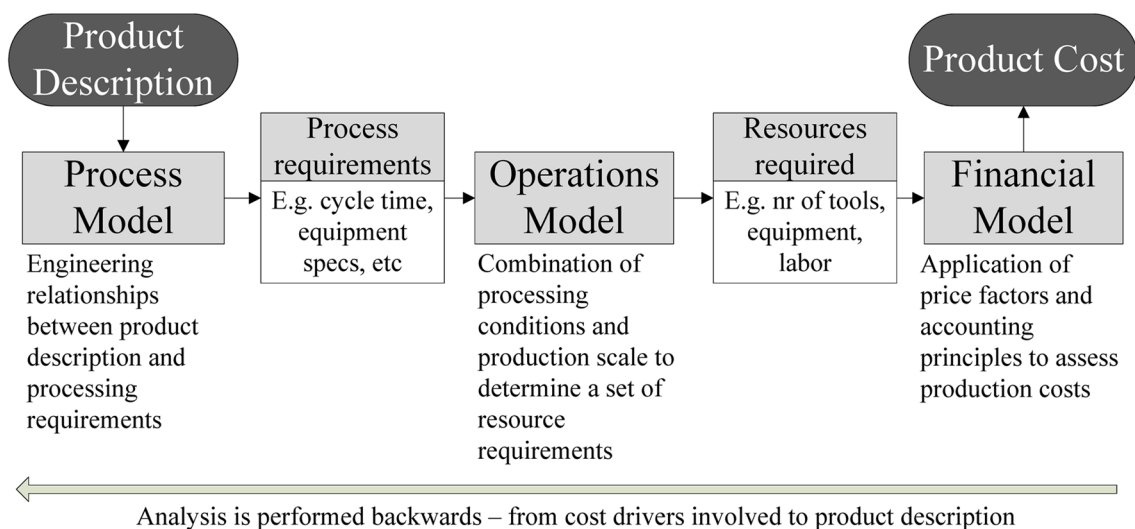 Product
Description
Product Cost
Process
Model
Process
requirements
E.g. cycle time,
equipment
specs, etc
Operations
Model
Resources
required
E.g. nr of tools,
equipment,
labor
Financial
Model
Engineering
relationships
between product
description and
processing
requirements
Combination of
processing
conditions and
production scale to
determine a set of
resource
requirements
Application of
price factors and
accounting
principles to assess
production costs
Analysis is performed backwards – from cost drivers involved to product description